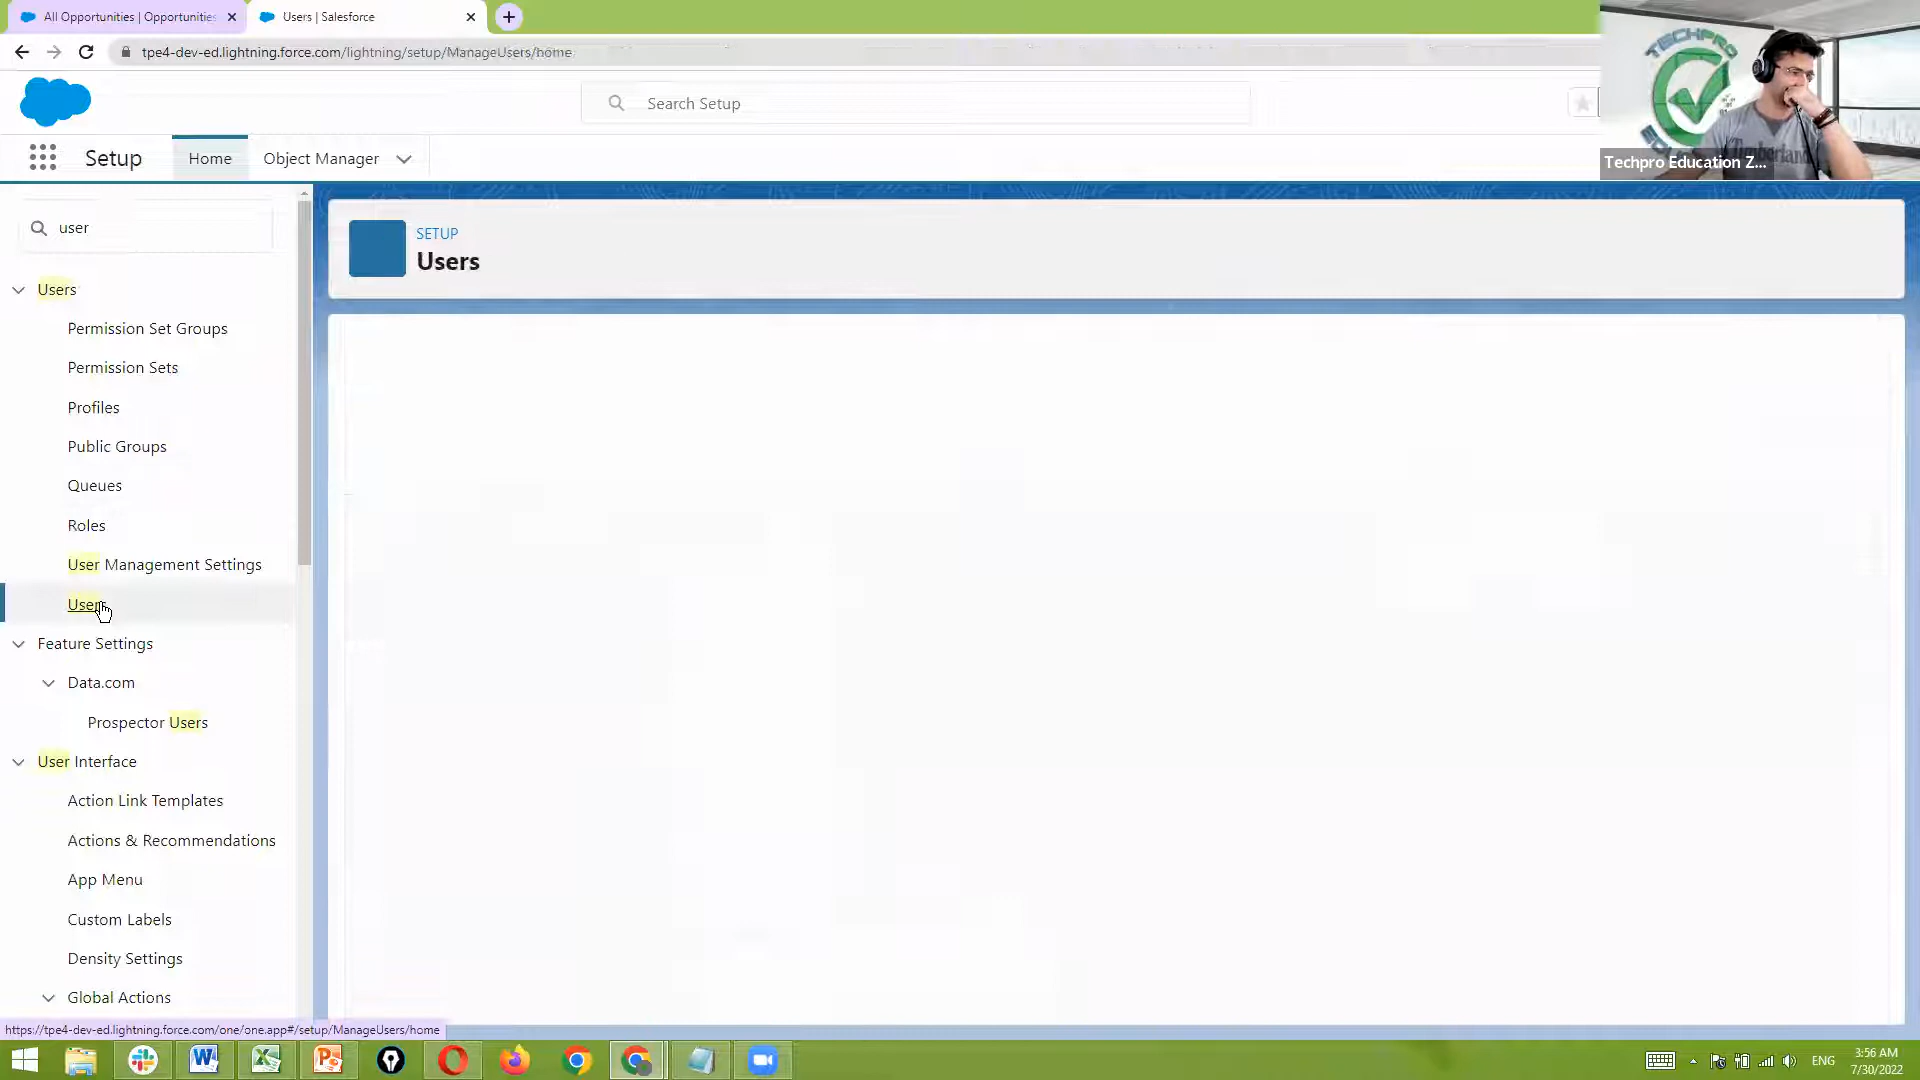 All Opportunities | Opportunities
Users | Salesforce
tpe4-dev-ed.lightning.force.com/lightning/setup/ManageUsers/home
Search Setup
TECHPRO
Timberland
Techpro Education Z...
Setup
Home
Object Manager
user
SETUP
Users
Users
Permission Set Groups
Permission Sets
Profiles
Public Groups
Queues
Roles
User Management Settings
Users
Feature Settings
Data.com
Prospector Users
User Interface
Action Link Templates
Actions & Recommendations
App Menu
Custom Labels
Density Settings
Global Actions
https://tpe4-dev-ed.lightning.force.com/one/one.app#/setup/ManageUsers/home
ENG
3:56 AM
7/30/2022